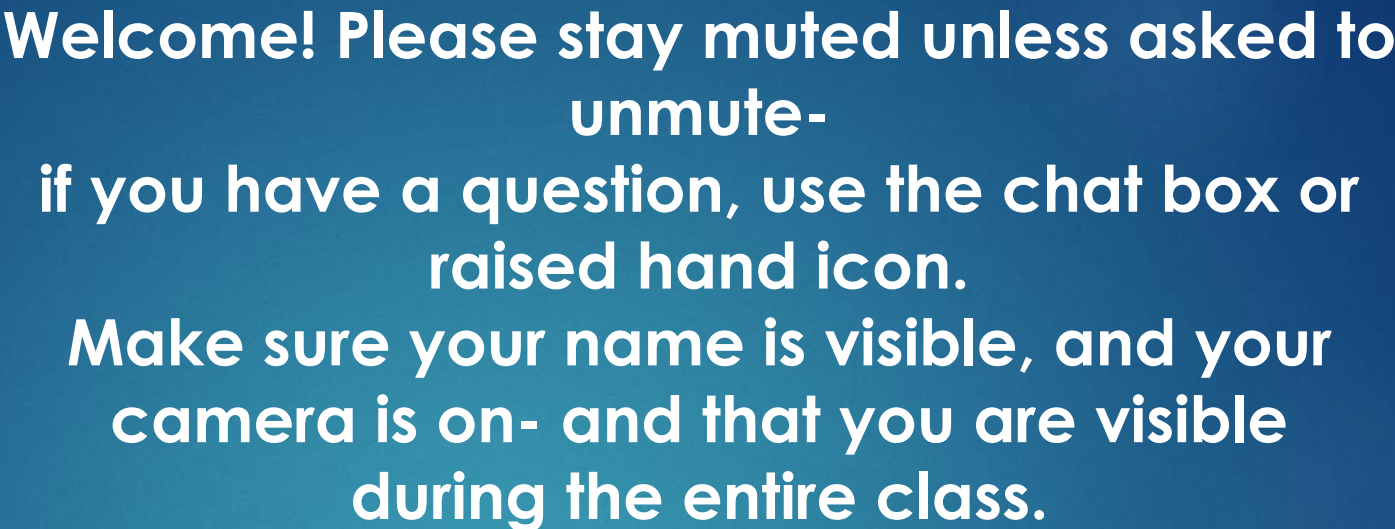 Welcome! Please stay muted unless asked to
unmute-
if you have a question, use the chat box or
raised hand icon.
Make sure your name is visible, and your
camera is on- and that you are visible
during the entire class.